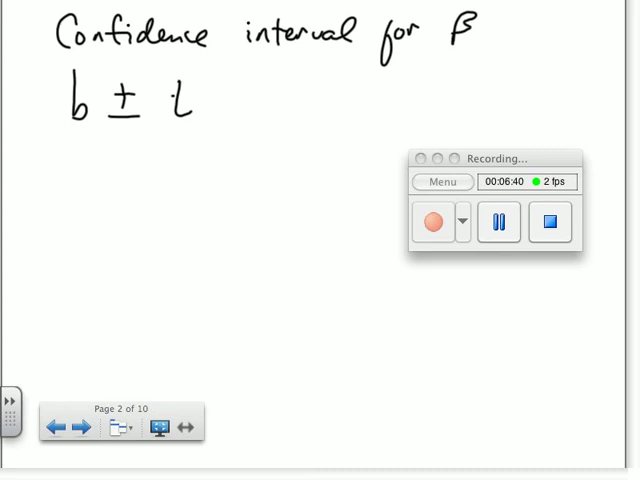 Confidence interval for β
b ± t
Recording...
Menu
00:06:40 2 fps
Page 2 of 10